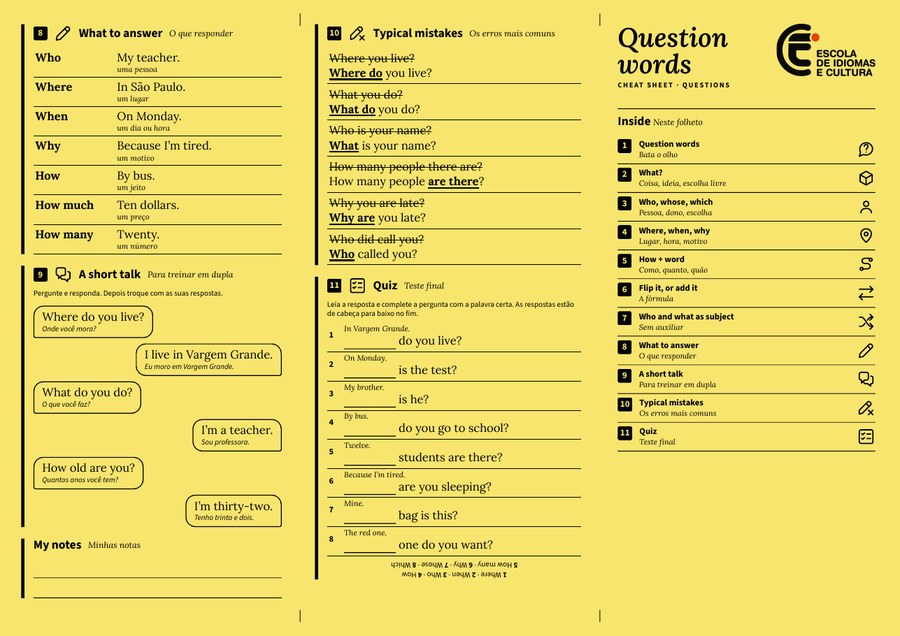 8 What to answer O que responder
Who My teacher.
uma pessoa
Where In São Paulo.
um lugar
When On Monday.
um dia ou hora
Why Because I'm tired.
um motivo
How By bus.
um jeito
How much Ten dollars.
um preço
How many Twenty.
um número
9 A short talk Para treinar em dupla
Pergunte e responda. Depois troque com as suas respostas.
Where do you live?
Onde você mora?
I live in Vargem Grande.
Eu moro em Vargem Grande.
What do you do?
O que você faz?
I'm a teacher.
Sou professora.
How old are you?
Quantos anos você tem?
I'm thirty-two.
Tenho trinta e dois.
My notes Minhas notas
10 Typical mistakes Os erros mais comuns
Where you live?
Where do you live?
What you do?
What do you do?
Who is your name?
What is your name?
How many people there are?
How many people are there?
Why you are late?
Why are you late?
Who did call you?
Who called you?
11 Quiz Teste final
Leia a resposta e complete a pergunta com a palavra certa. As respostas estão
de cabeça para baixo no fim.
1 In Vargem Grande.
do you live?
2 On Monday.
is the test?
3 My brother.
is he?
4 By bus.
do you go to school?
5 Twelve.
students are there?
6 Because I'm tired.
are you sleeping?
7 Mine.
bag is this?
8 The red one.
one do you want?
1 Where · 2 When · 3 Who · 4 How
5 How many · 6 Why · 7 Whose · 8 Which
Question
words
CHEAT SHEET · QUESTIONS
ESCOLA
DE IDIOMAS
E CULTURA
Inside Neste folheto
1 Question words
Bata o olho
2 What?
Coisa, ideia, escolha livre
3 Who, whose, which
Pessoa, dono, escolha
4 Where, when, why
Lugar, hora, motivo
5 How + word
Como, quanto, quão
6 Flip it, or add it
A fórmula
7 Who and what as subject
Sem auxiliar
8 What to answer
O que responder
9 A short talk
Para treinar em dupla
10 Typical mistakes
Os erros mais comuns
11 Quiz
Teste final